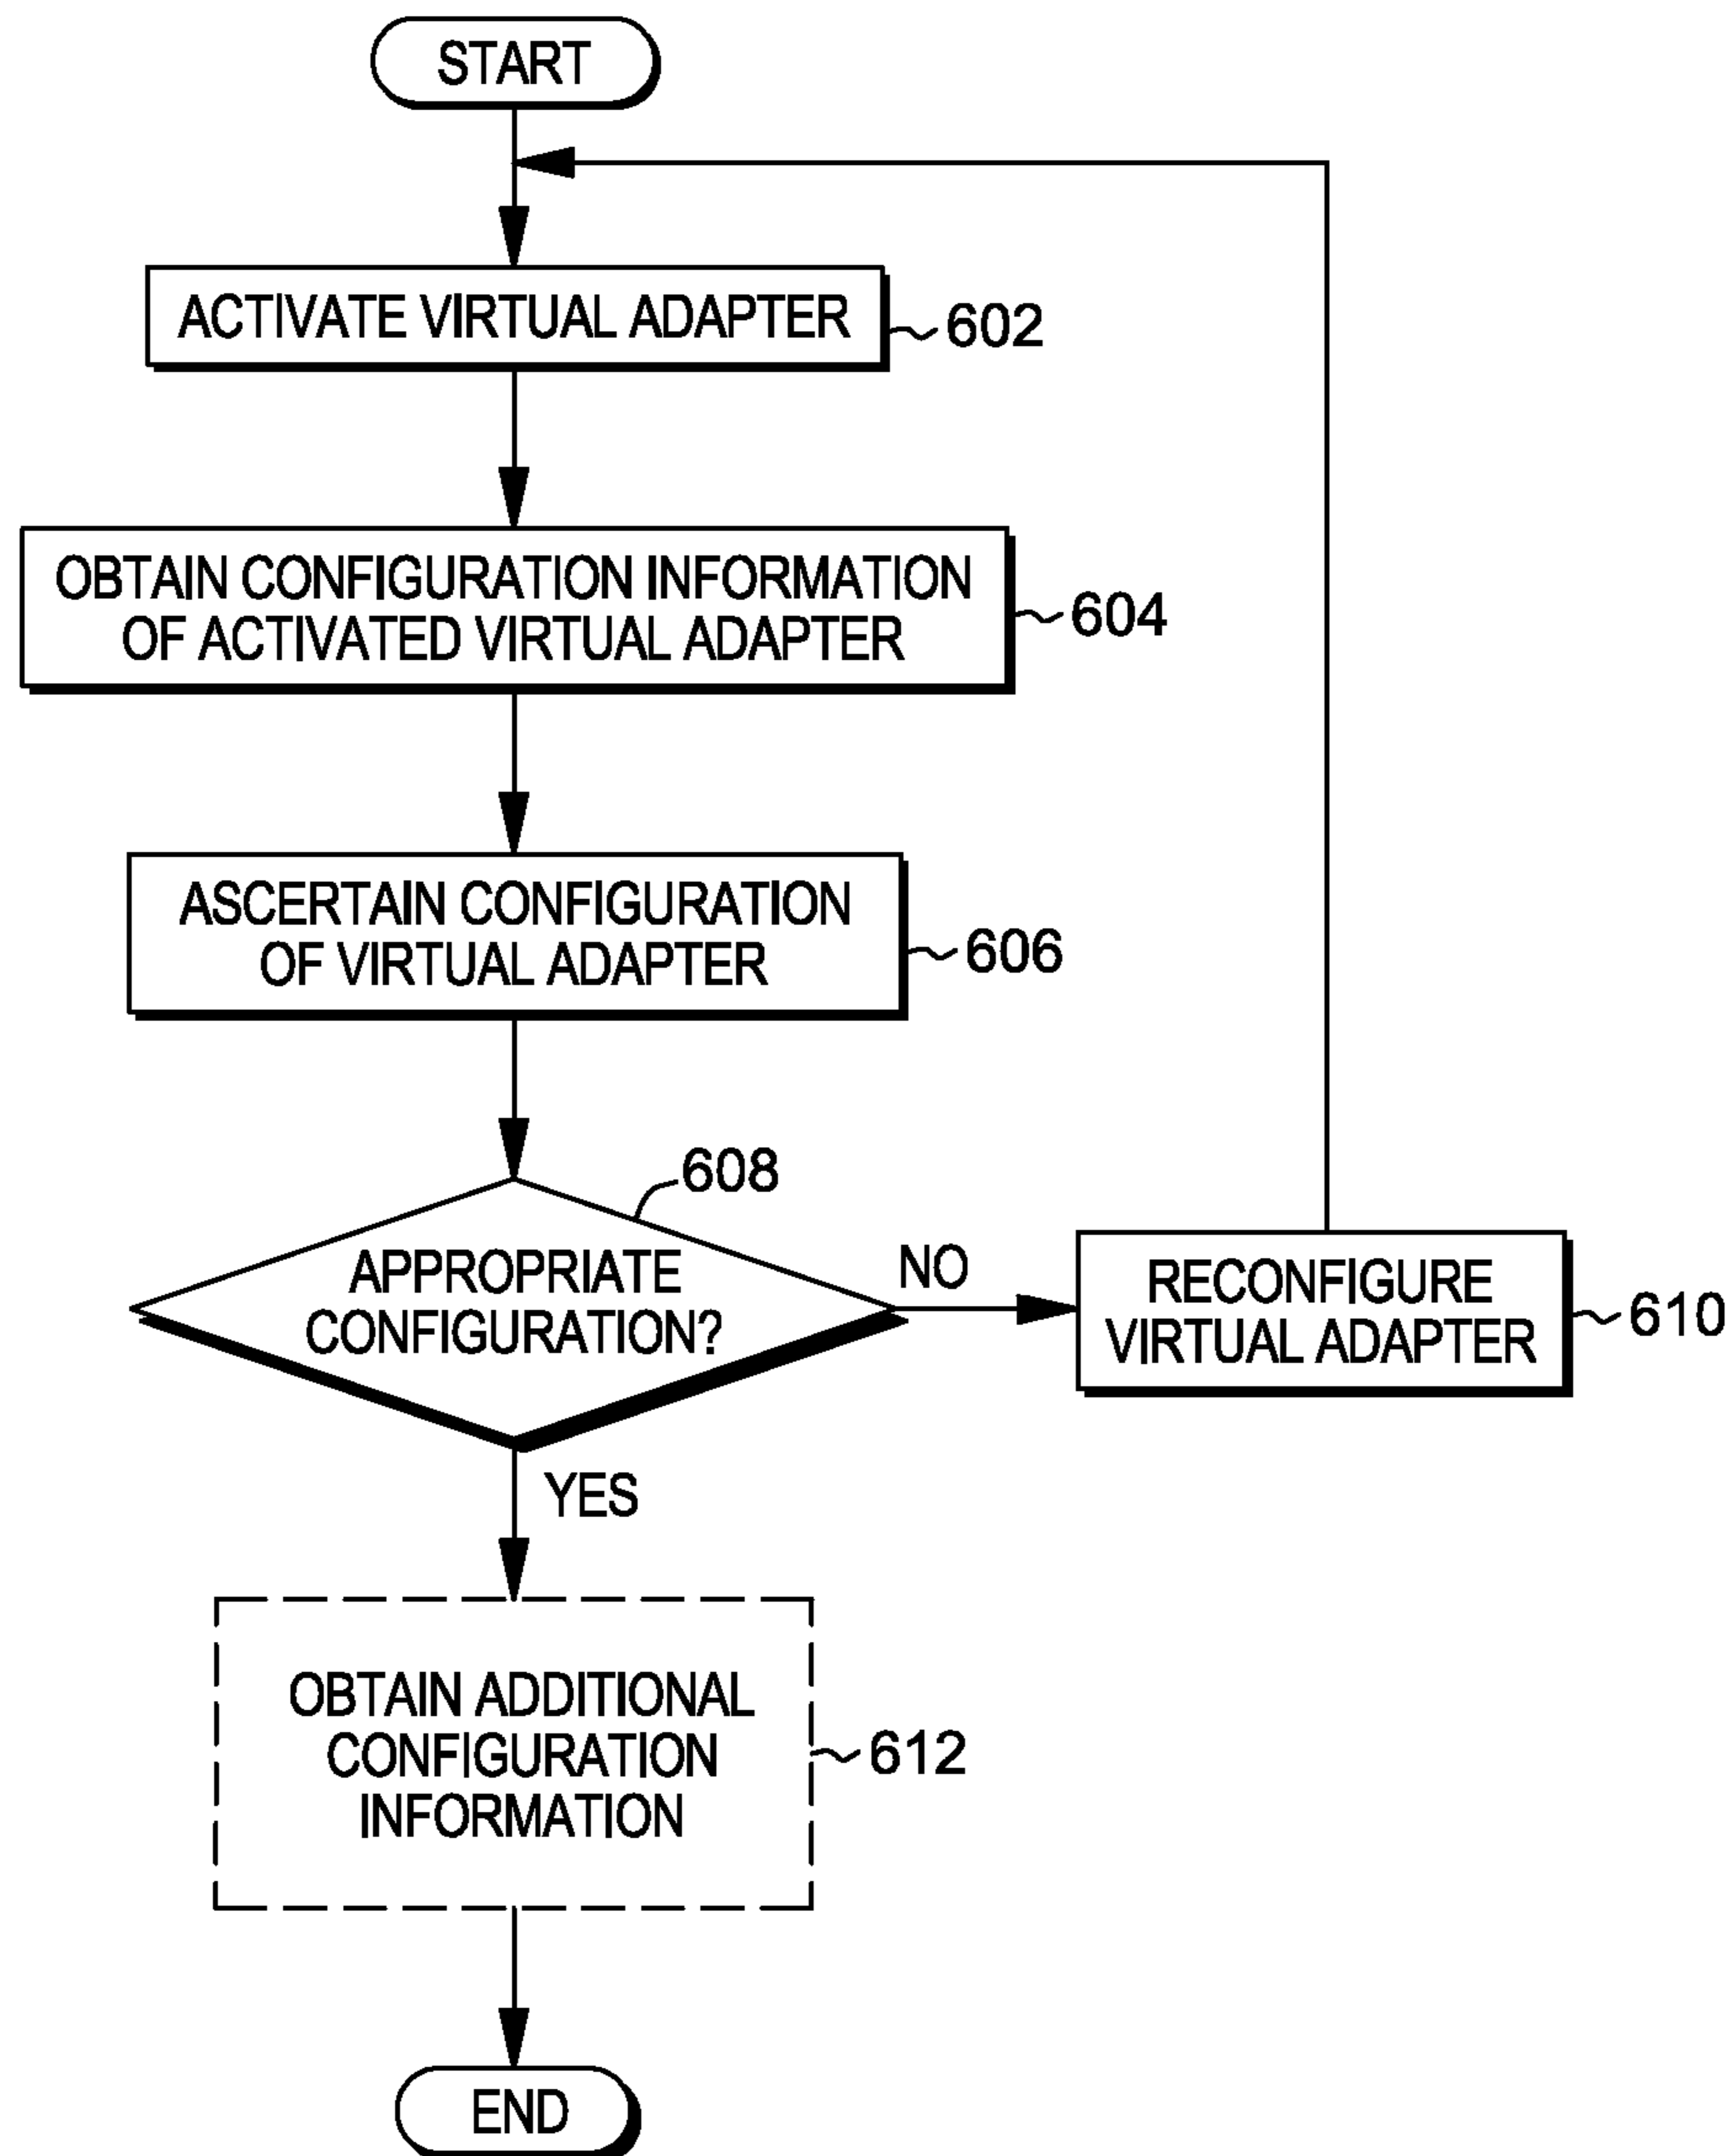 START
ACTIVATE VIRTUAL ADAPTER
602
OBTAIN CONFIGURATION INFORMATION
OF ACTIVATED VIRTUAL ADAPTER
604
ASCERTAIN CONFIGURATION
OF VIRTUAL ADAPTER
606
608
APPROPRIATE
CONFIGURATION?
NO
RECONFIGURE
VIRTUAL ADAPTER
610
YES
OBTAIN ADDITIONAL
CONFIGURATION
INFORMATION
612
END